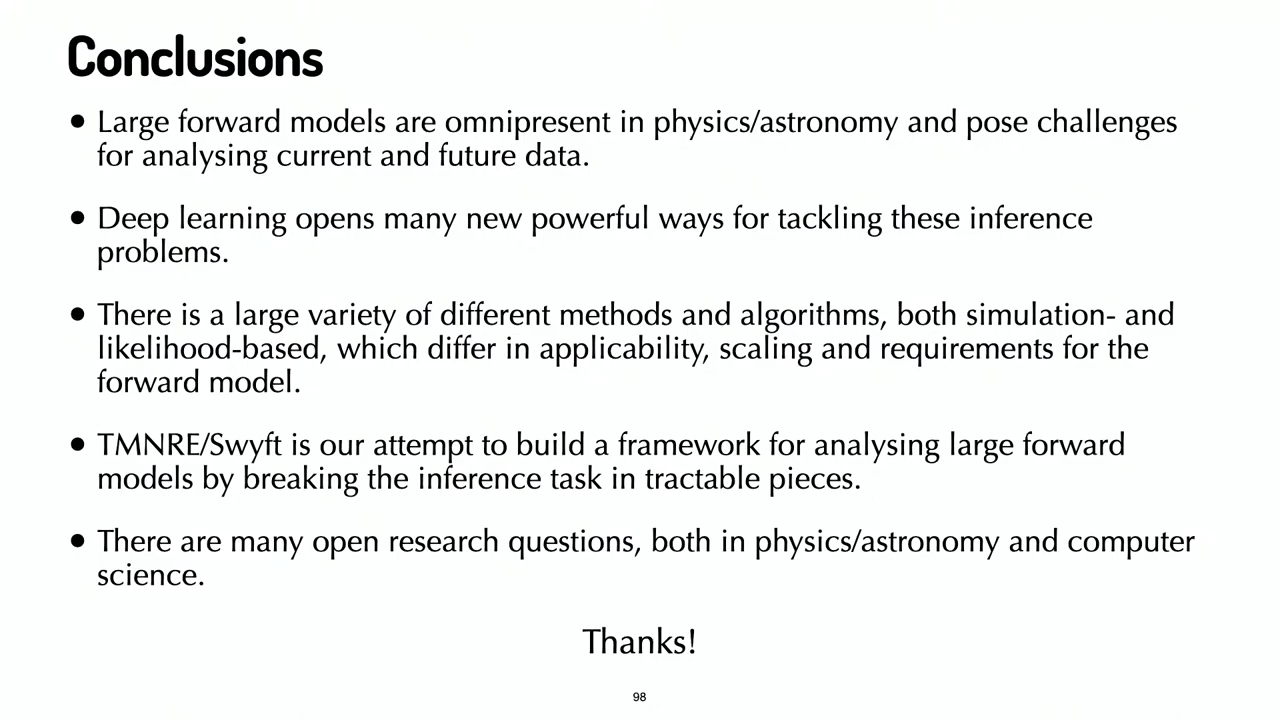 Conclusions
• Large forward models are omnipresent in physics/astronomy and pose challenges
for analysing current and future data.
• Deep learning opens many new powerful ways for tackling these inference
problems.
• There is a large variety of different methods and algorithms, both simulation- and
likelihood-based, which differ in applicability, scaling and requirements for the
forward model.
• TMNRE/Swyft is our attempt to build a framework for analysing large forward
models by breaking the inference task in tractable pieces.
• There are many open research questions, both in physics/astronomy and computer
science.
Thanks!
98